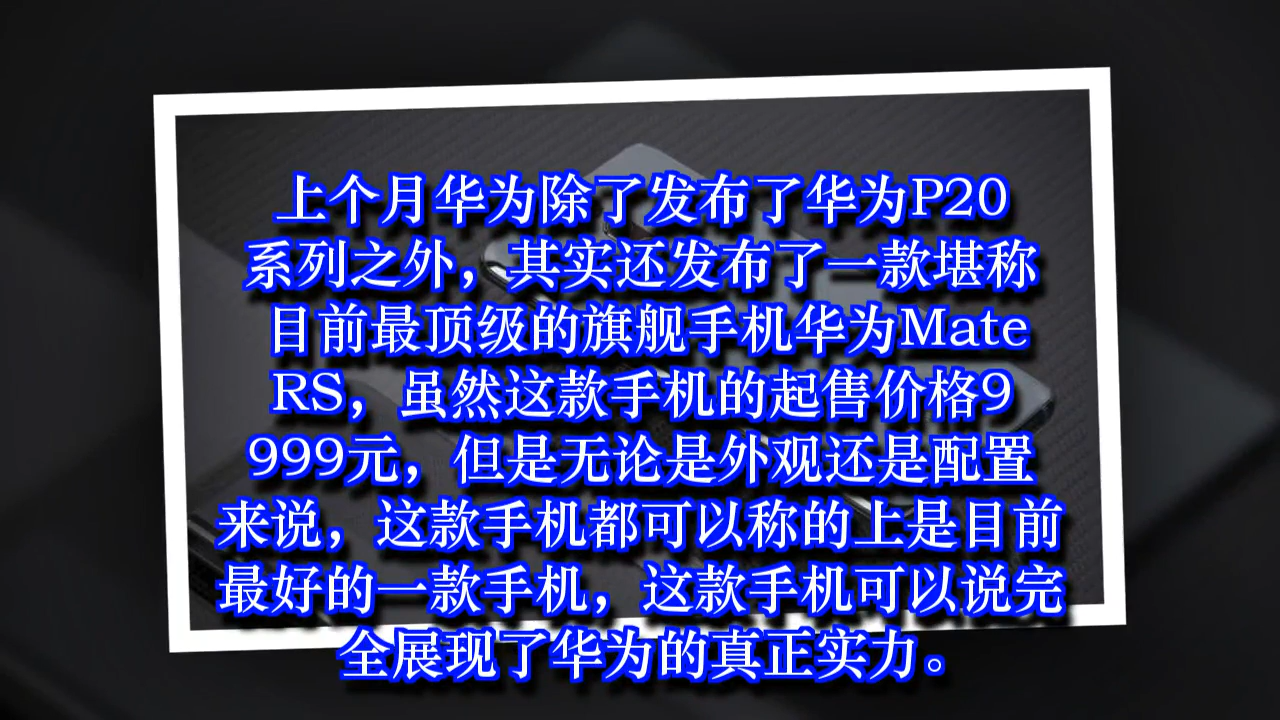 上个月华为除了发布了华为P20
系列之外，其实还发布了一款堪称
目前最顶级的旗舰手机华为Mate
RS，虽然这款手机的起售价格9
999元，但是无论是外观还是配置
来说，这款手机都可以称的上是目前
最好的一款手机，这款手机可以说完
全展现了华为的真正实力。